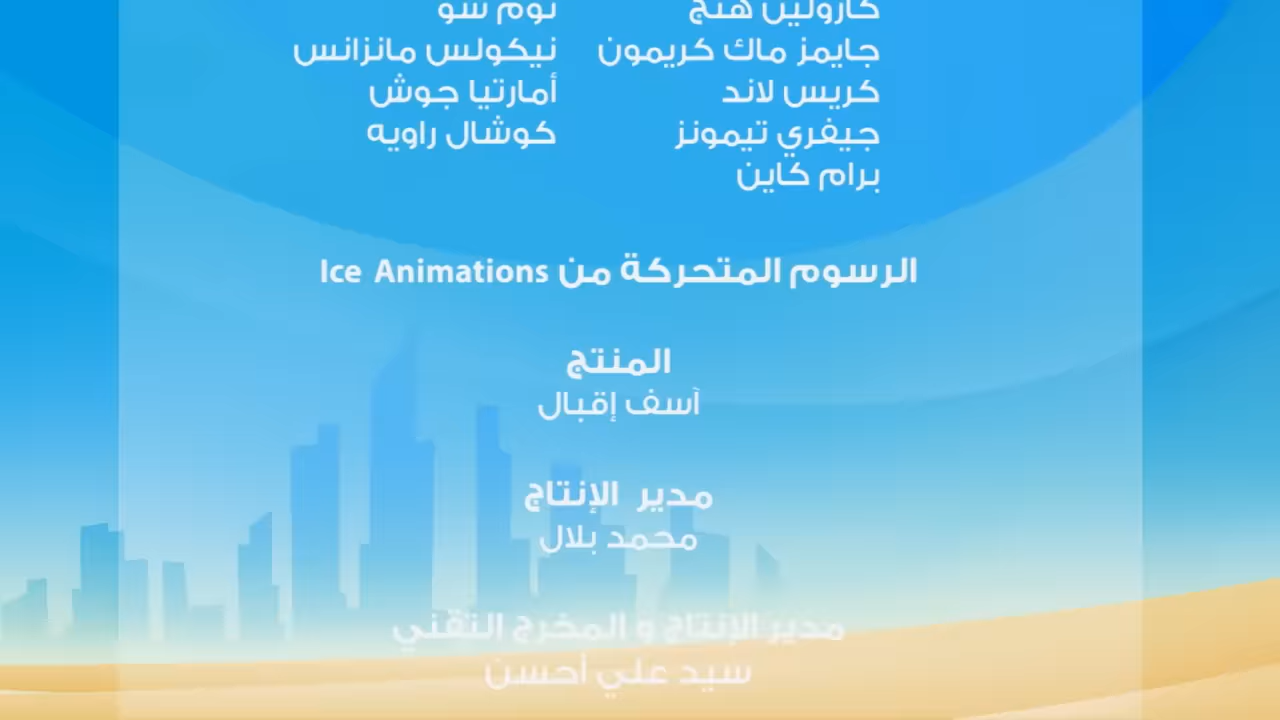 كارولين هنج توم شو
جايمز ماك كريمون نيكولس مانزانس
كريس لاند أمارتيا جوش
جيفري تيمونز كوشال راويه
برام كاين
الرسوم المتحركة من Ice Animations
المنتج
آسف إقبال
مدير الإنتاج
محمد بلال
مدير الإنتاج و المخرج التقني
سيد علي أحسن